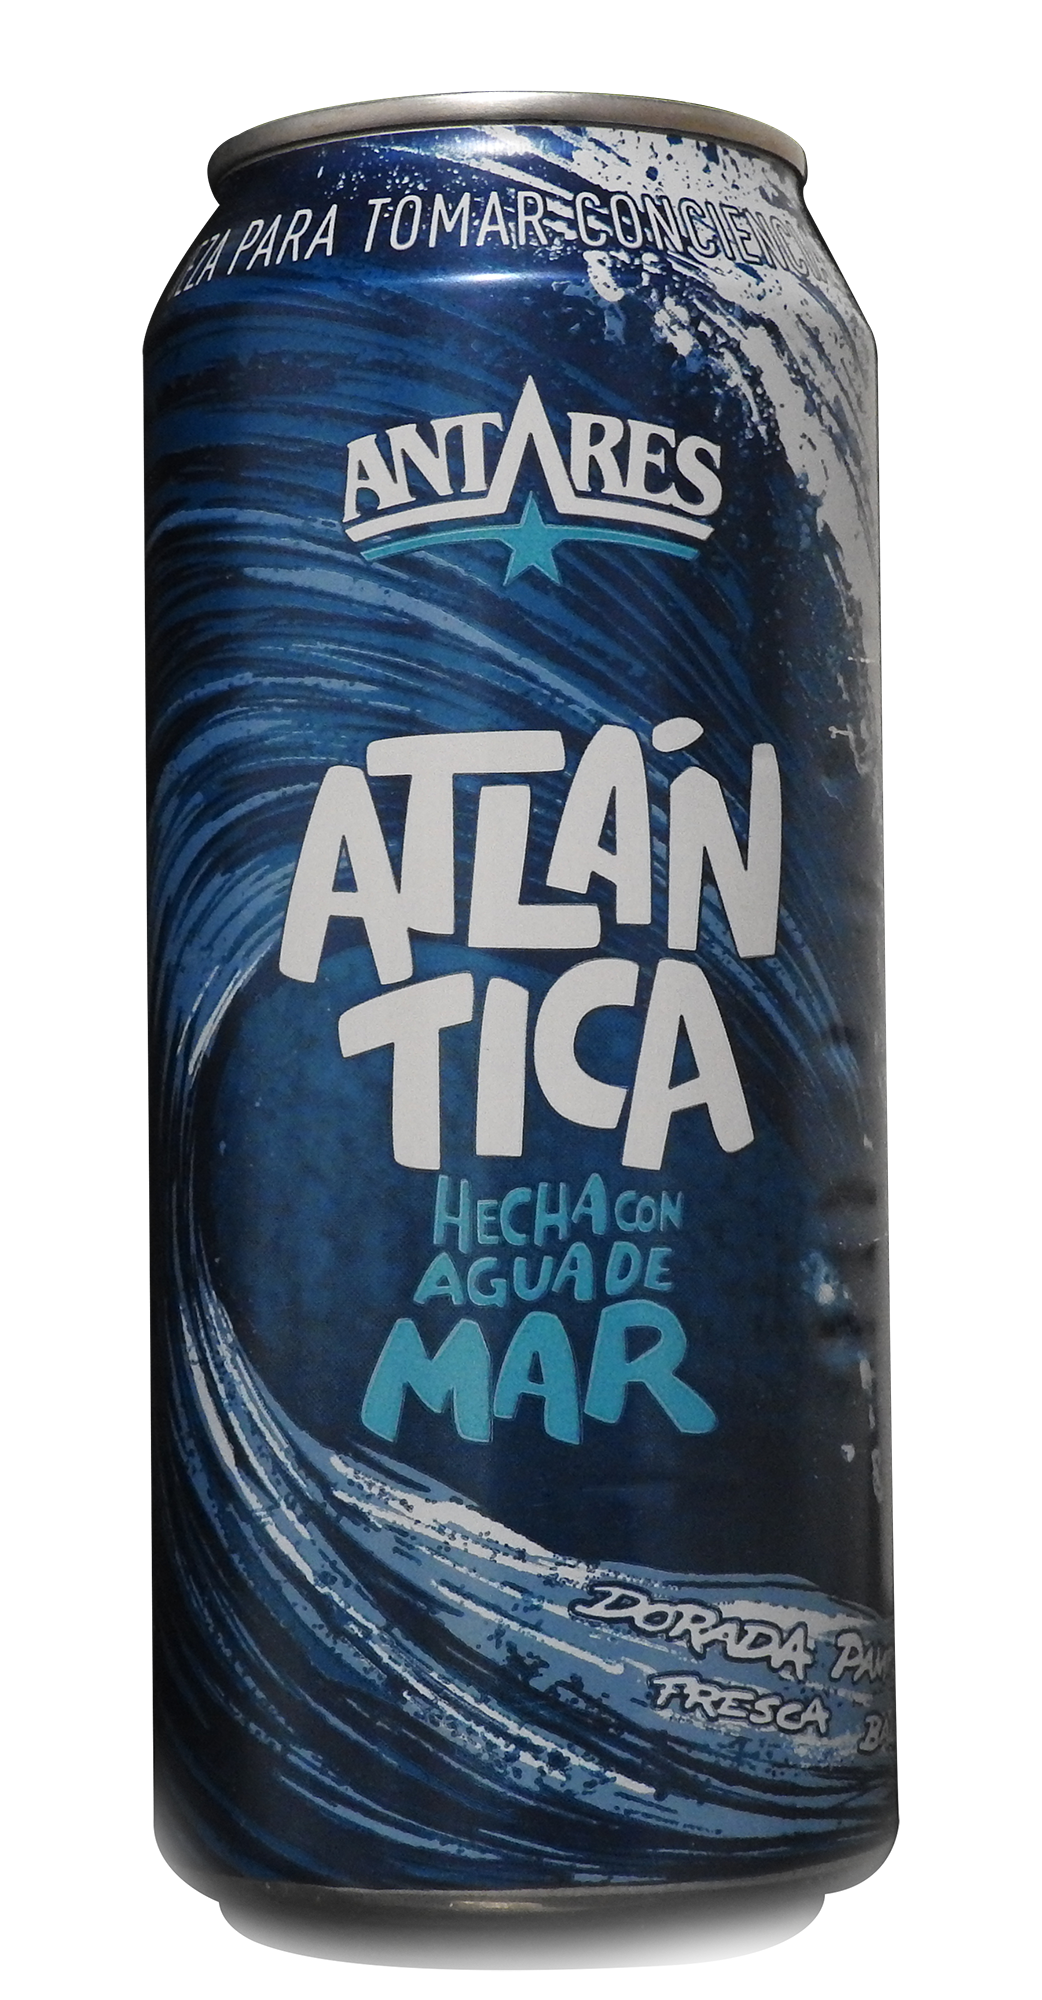 PARA TOMAR CONCIENCIA
ANTARES
ATLÁN
TICA
HECHA CON
AGUA DE
MAR
DORADA
FRESCA